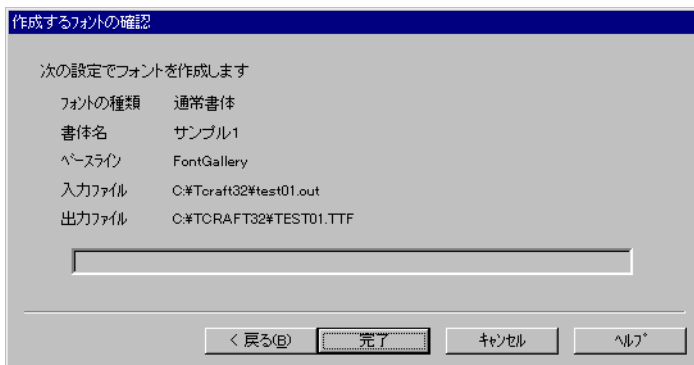 作成するフォントの確認
次の設定でフォントを作成します
フォントの種類 通常書体
書体名 サンプル1
ベースライン FontGallery
入力ファイル C:¥Tcraft32¥test01.out
出力ファイル C:¥TCRAFT32¥TEST01.TTF
< 戻る(B) 完了 キャンセル ヘルプ